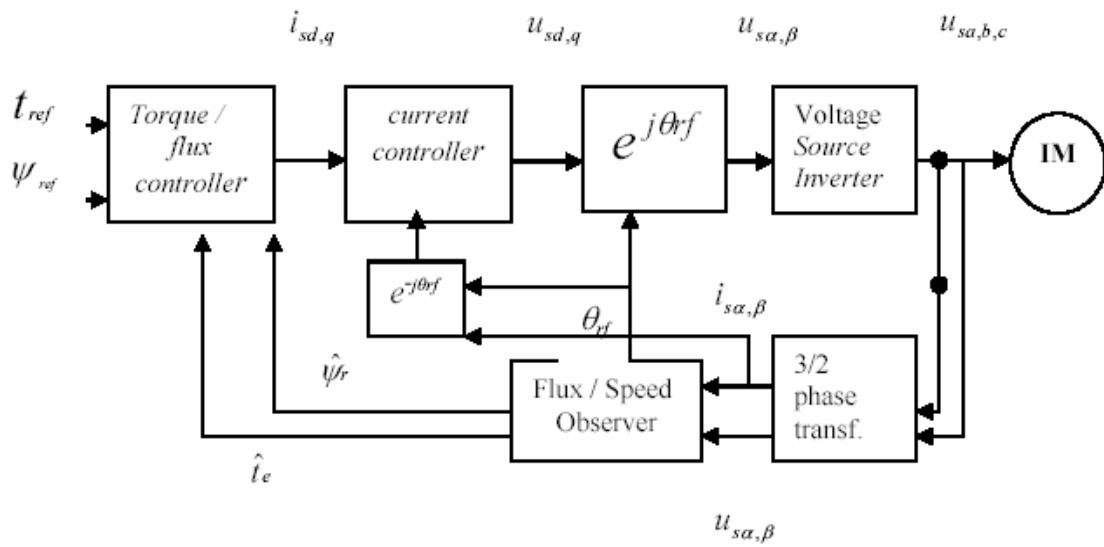 i_{sd,q}
u_{sd,q}
u_{sα,β}
u_{sa,b,c}
t_{ref}
ψ_{ref}
Torque /
flux
controller
current
controller
e^{jθrf}
Voltage
Source
Inverter
IM
e^{-jθrf}
θ_{rf}
i_{sα,β}
ψ̂_r
t̂_e
Flux / Speed
Observer
3/2
phase
transf.
u_{sα,β}